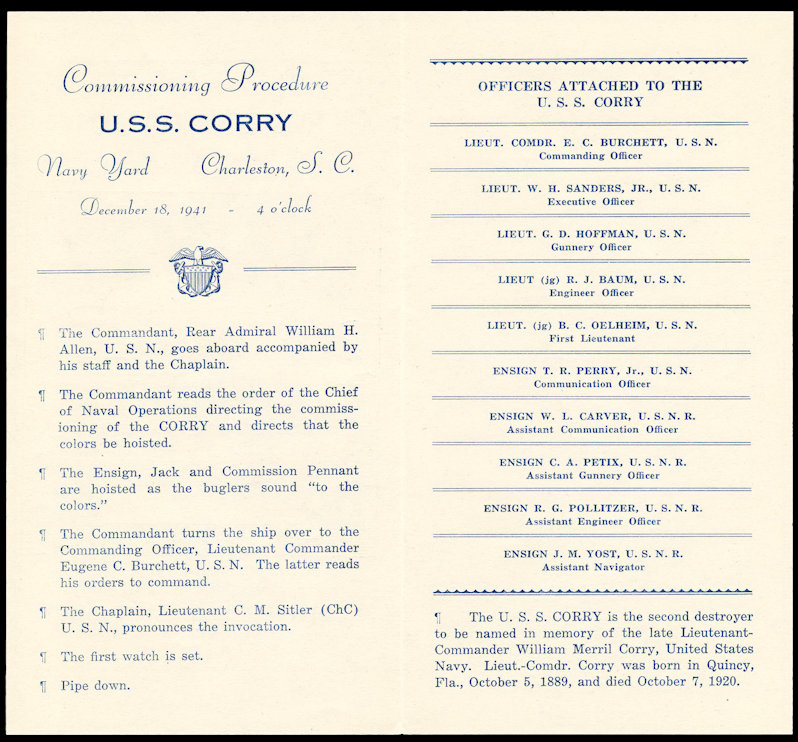 Commissioning Procedure
U.S.S. CORRY
Navy Yard Charleston, S. C.
December 18, 1941 - 4 o'clock
¶ The Commandant, Rear Admiral William H.
Allen, U. S. N., goes aboard accompanied by
his staff and the Chaplain.
¶ The Commandant reads the order of the Chief
of Naval Operations directing the commiss-
ioning of the CORRY and directs that the
colors be hoisted.
¶ The Ensign, Jack and Commission Pennant
are hoisted as the buglers sound "to the
colors."
¶ The Commandant turns the ship over to the
Commanding Officer, Lieutenant Commander
Eugene C. Burchett, U. S. N. The latter reads
his orders to command.
¶ The Chaplain, Lieutenant C. M. Sitler (ChC)
U. S. N., pronounces the invocation.
¶ The first watch is set.
¶ Pipe down.
OFFICERS ATTACHED TO THE
U. S. S. CORRY
LIEUT. COMDR. E. C. BURCHETT, U. S. N.
Commanding Officer
LIEUT. W. H. SANDERS, JR., U. S. N.
Executive Officer
LIEUT. G. D. HOFFMAN, U. S. N.
Gunnery Officer
LIEUT (jg) R. J. BAUM, U. S. N.
Engineer Officer
LIEUT. (jg) B. C. OELHEIM, U. S. N.
First Lieutenant
ENSIGN T. R. PERRY, Jr., U. S. N.
Communication Officer
ENSIGN W. L. CARVER, U. S. N. R.
Assistant Communication Officer
ENSIGN C. A. PETIX, U. S. N. R.
Assistant Gunnery Officer
ENSIGN R. G. POLLITZER, U. S. N. R.
Assistant Engineer Officer
ENSIGN J. M. YOST, U. S. N. R.
Assistant Navigator
¶ The U. S. S. CORRY is the second destroyer
to be named in memory of the late Lieutenant-
Commander William Merril Corry, United States
Navy. Lieut.-Comdr. Corry was born in Quincy,
Fla., October 5, 1889, and died October 7, 1920.